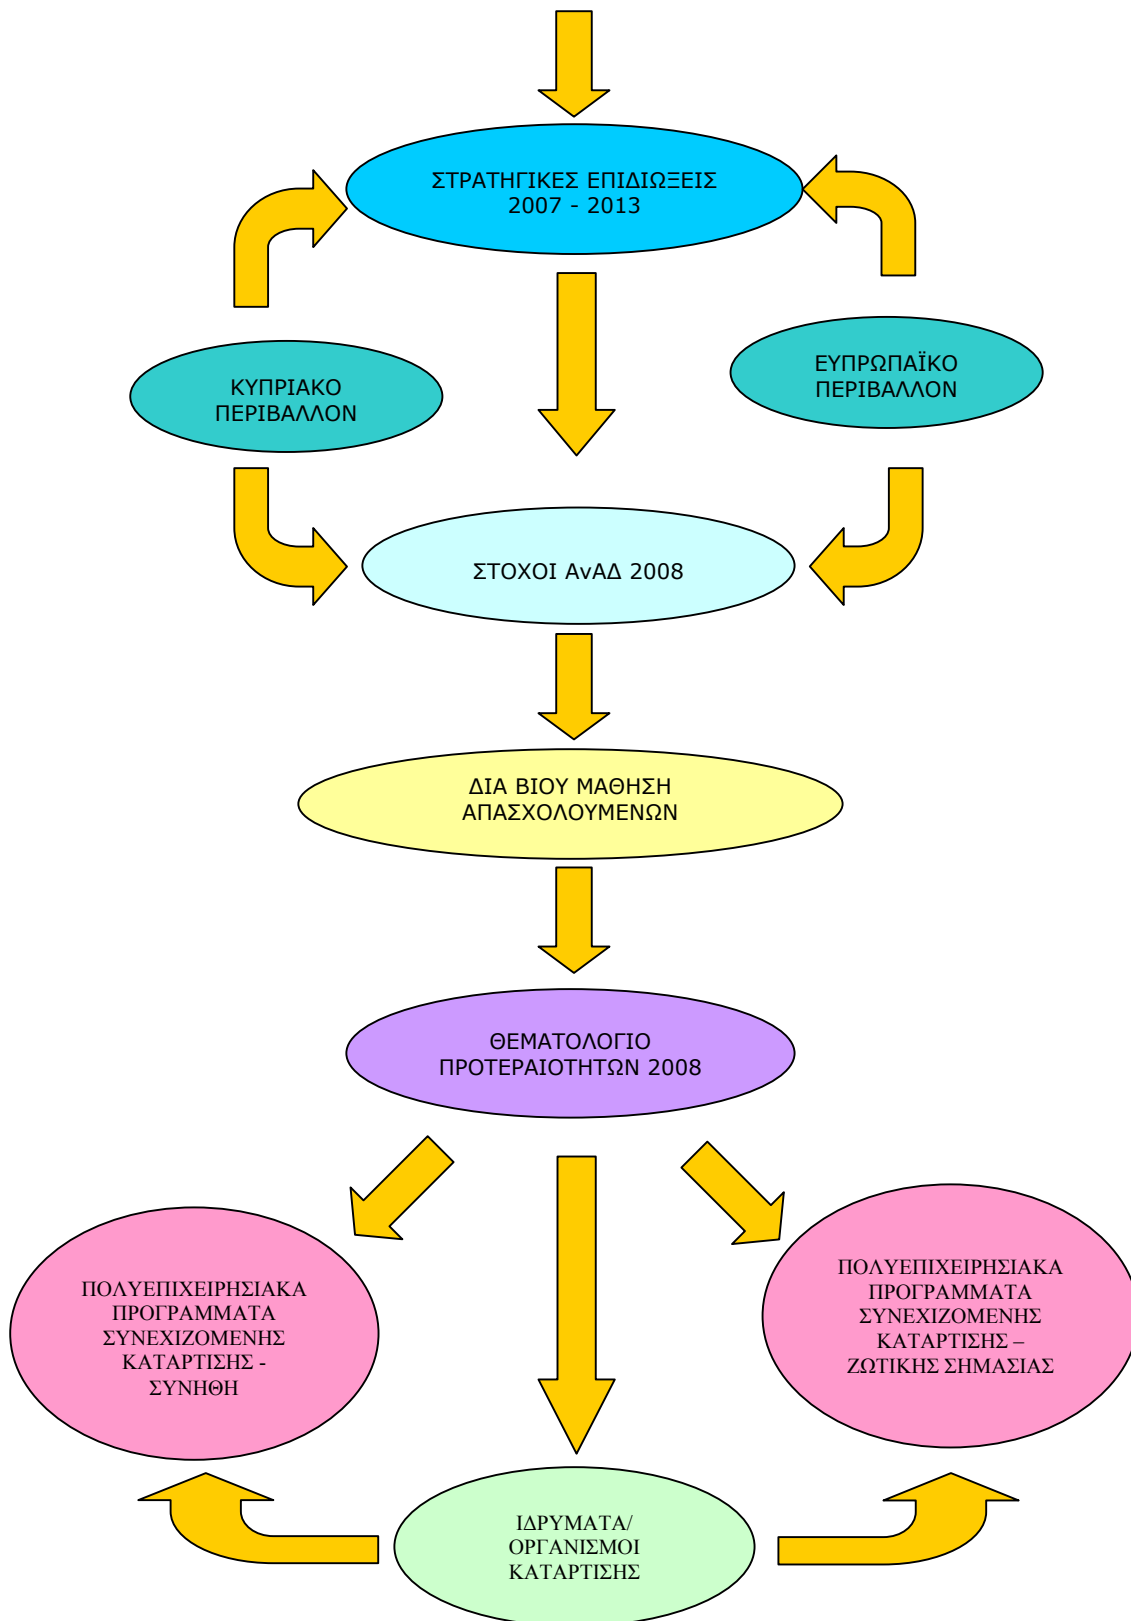 ΣΤΡΑΤΗΓΙΚΕΣ ΕΠΙΔΙΩΞΕΙΣ
2007 - 2013
ΚΥΠΡΙΑΚΟ
ΠΕΡΙΒΑΛΛΟΝ
ΕΥΠΡΩΠΑΪΚΟ
ΠΕΡΙΒΑΛΛΟΝ
ΣΤΟΧΟΙ ΑνΑΔ 2008
ΔΙΑ ΒΙΟΥ ΜΑΘΗΣΗ
ΑΠΑΣΧΟΛΟΥΜΕΝΩΝ
ΘΕΜΑΤΟΛΟΓΙΟ
ΠΡΟΤΕΡΑΙΟΤΗΤΩΝ 2008
ΠΟΛΥΕΠΙΧΕΙΡΗΣΙΑΚΑ
ΠΡΟΓΡΑΜΜΑΤΑ
ΣΥΝΕΧΙΖΟΜΕΝΗΣ
ΚΑΤΑΡΤΙΣΗΣ -
ΣΥΝΗΘΗ
ΠΟΛΥΕΠΙΧΕΙΡΗΣΙΑΚΑ
ΠΡΟΓΡΑΜΜΑΤΑ
ΣΥΝΕΧΙΖΟΜΕΝΗΣ
ΚΑΤΑΡΤΙΣΗΣ –
ΖΩΤΙΚΗΣ ΣΗΜΑΣΙΑΣ
ΙΔΡΥΜΑΤΑ/
ΟΡΓΑΝΙΣΜΟΙ
ΚΑΤΑΡΤΙΣΗΣ